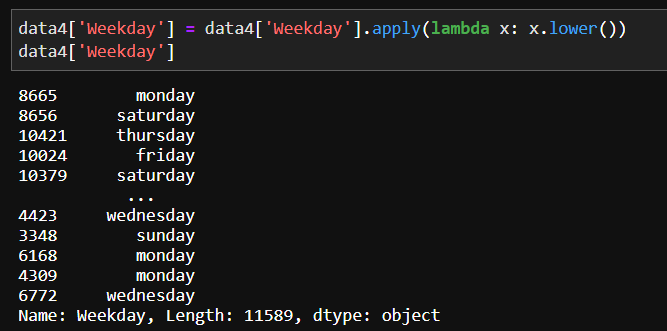 data4['Weekday'] = data4['Weekday'].apply(lambda x: x.lower())
data4['Weekday']
8665 monday
8656 saturday
10421 thursday
10024 friday
10379 saturday
...
4423 wednesday
3348 sunday
6168 monday
4309 monday
6772 wednesday
Name: Weekday, Length: 11589, dtype: object